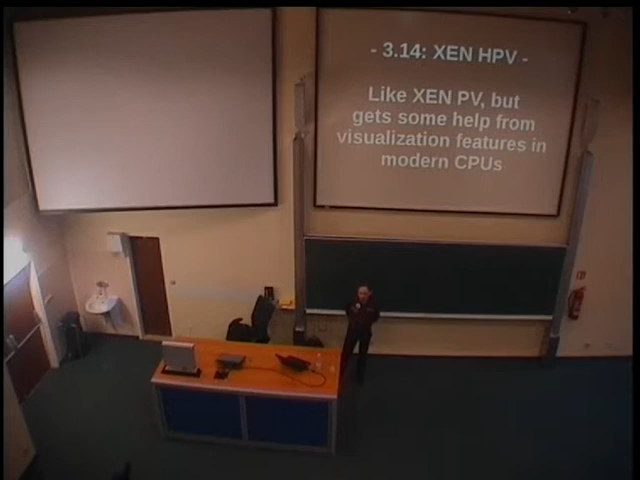 - 3.14: XEN HPV -
Like XEN PV, but
gets some help from
visualization features in
modern CPUs